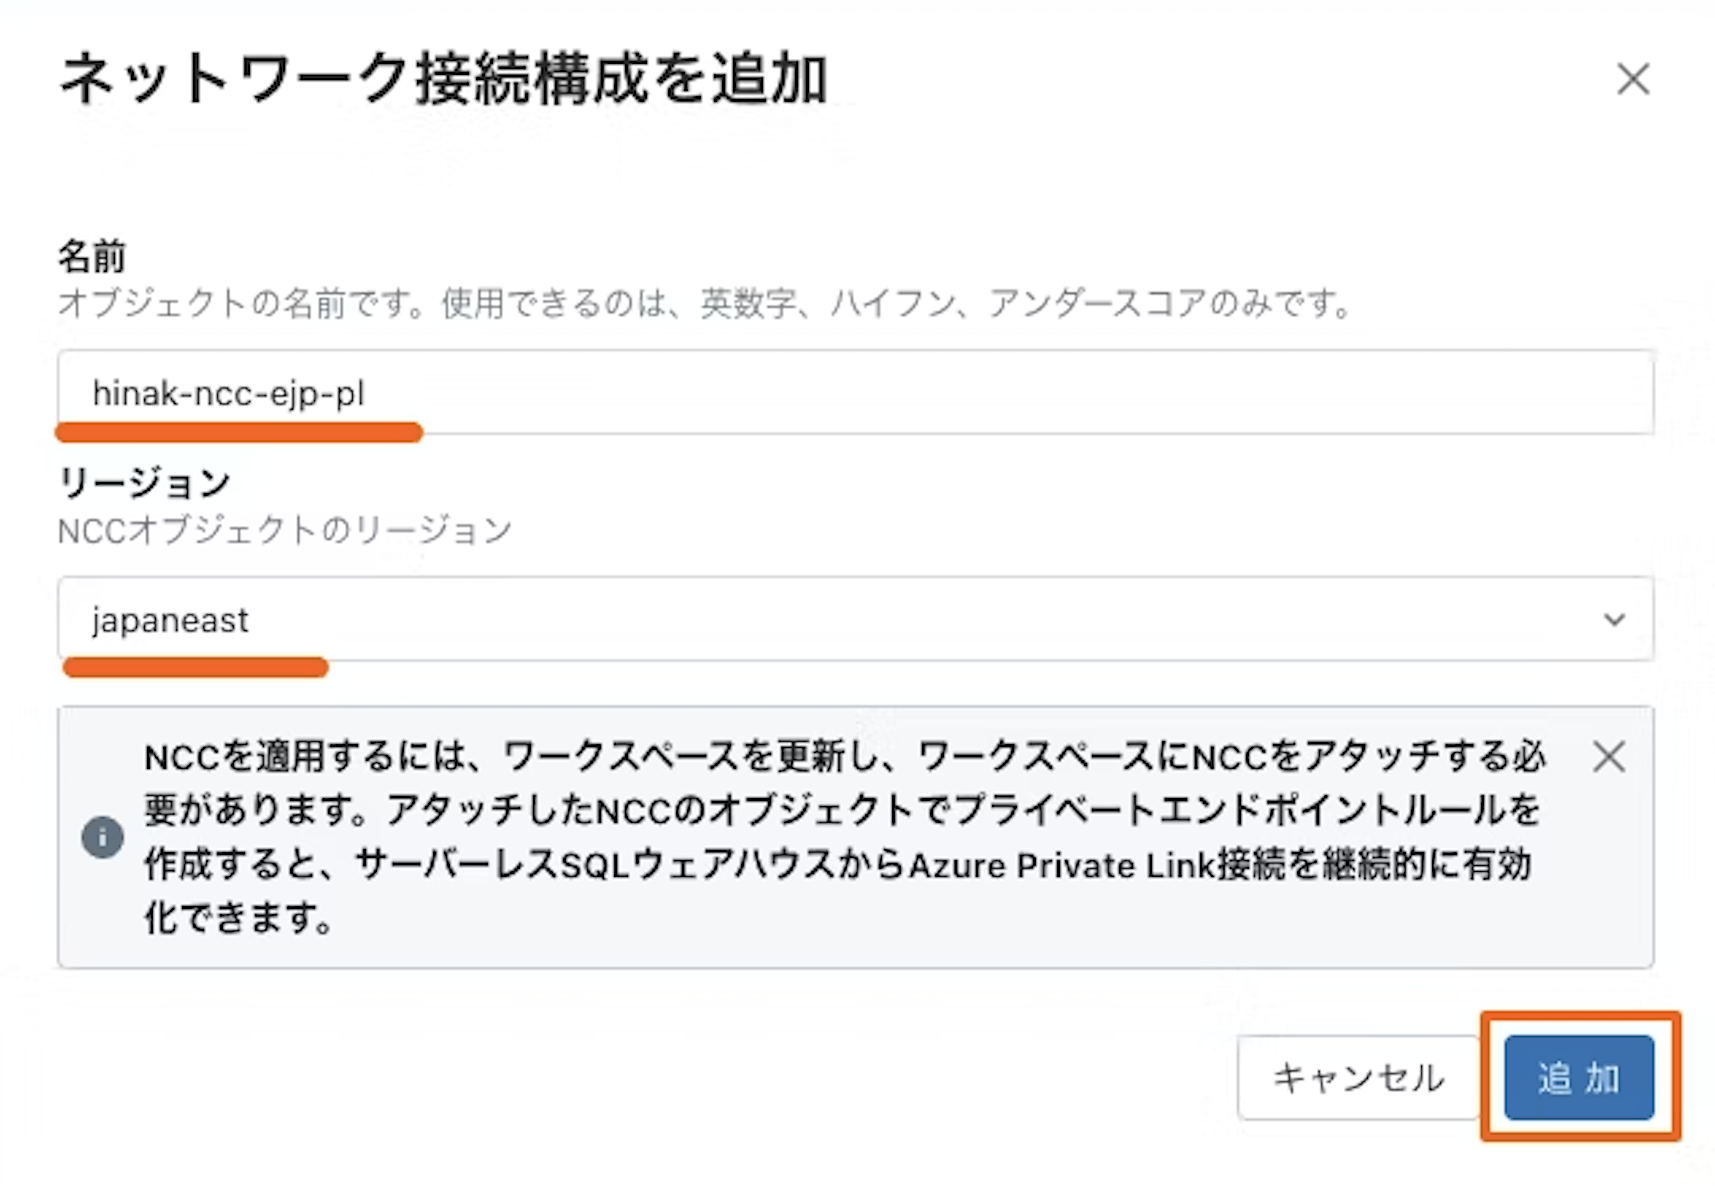 ネットワーク接続構成を追加
名前
オブジェクトの名前です。使用できるのは、英数字、ハイフン、アンダースコアのみです。
hinak-ncc-ejp-pl
リージョン
NCCオブジェクトのリージョン
japaneast
NCCを適用するには、ワークスペースを更新し、ワークスペースにNCCをアタッチする必
要があります。アタッチしたNCCのオブジェクトでプライベートエンドポイントルールを
作成すると、サーバーレスSQLウェアハウスからAzure Private Link接続を継続的に有効
化できます。
キャンセル
追 加